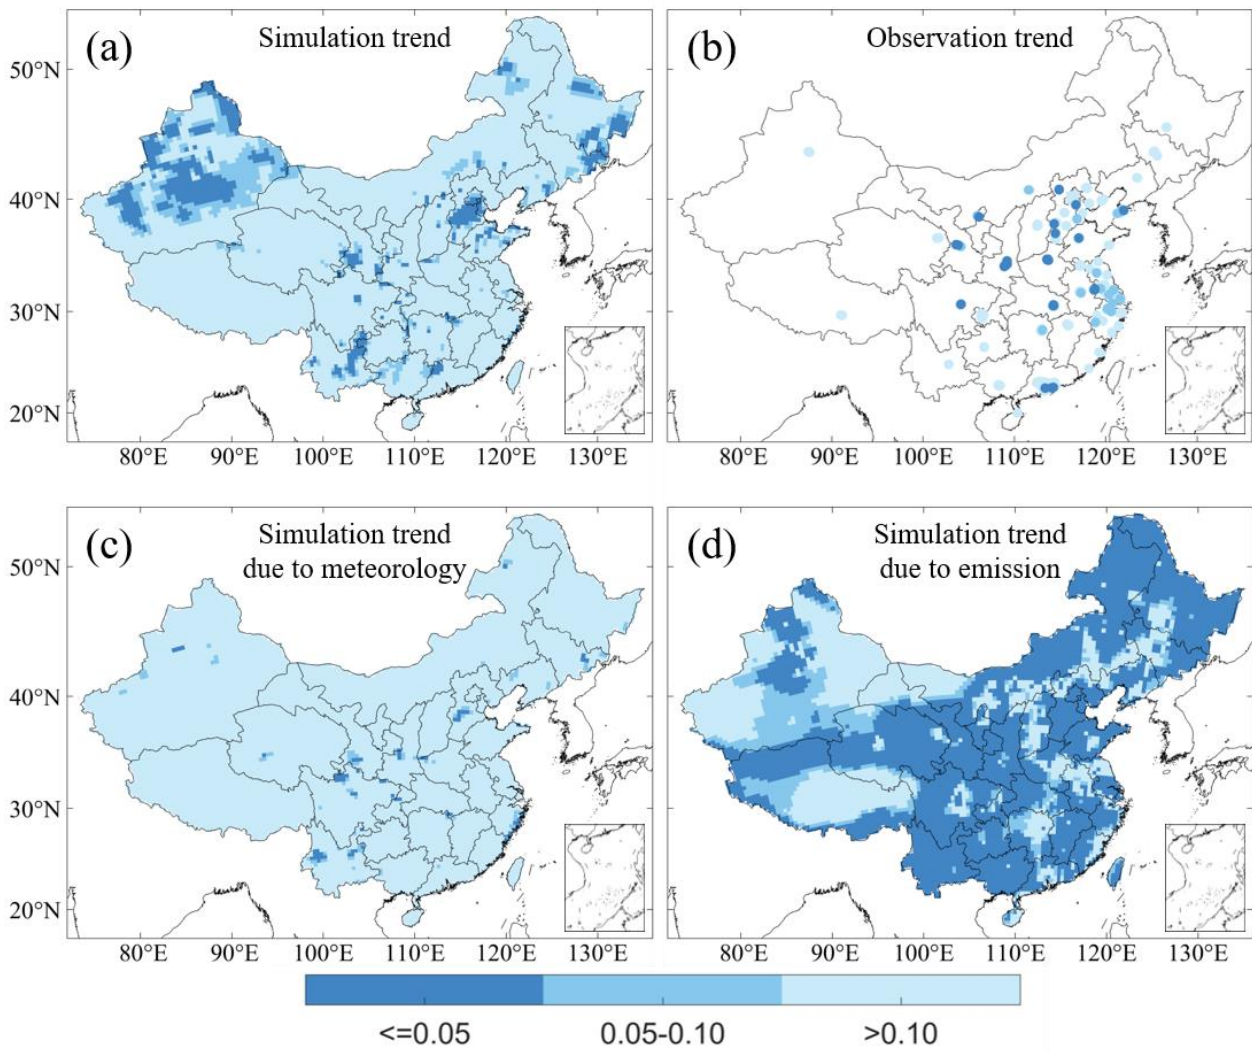 (a) Simulation trend
(b) Observation trend
50°N
40°N
30°N
20°N
80°E 90°E 100°E 110°E 120°E 130°E
80°E 90°E 100°E 110°E 120°E 130°E
(c) Simulation trend
due to meteorology
(d) Simulation trend
due to emission
50°N
40°N
30°N
20°N
80°E 90°E 100°E 110°E 120°E 130°E
80°E 90°E 100°E 110°E 120°E 130°E
<=0.05 0.05-0.10 >0.10